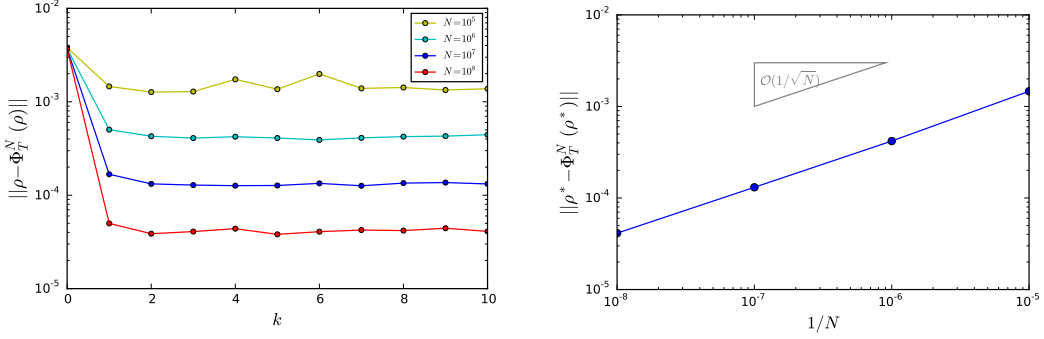 10^{-2}
10^{-3}
10^{-4}
10^{-5}
||ρ−Φ_T^N (ρ)||
N=10^5
N=10^6
N=10^7
N=10^8
0 2 4 6 8 10
k
10^{-2}
10^{-3}
10^{-4}
10^{-5}
||ρ^*−Φ_T^N (ρ^*)||
𝒪(1/√N)
10^{-8} 10^{-7} 10^{-6} 10^{-5}
1/N